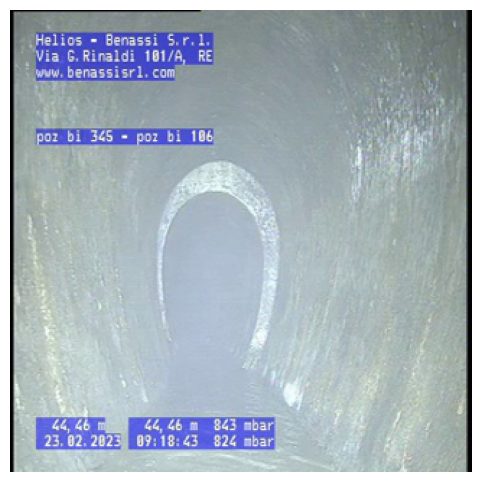 Helios - Benassi S.r.l.
Via G.Rinaldi 101/A, RE
www.benassisrl.com
poz bi 345 - poz bi 106
44,46 m 44,46 m 843 mbar
23.02.2023 09:18:43 824 mbar